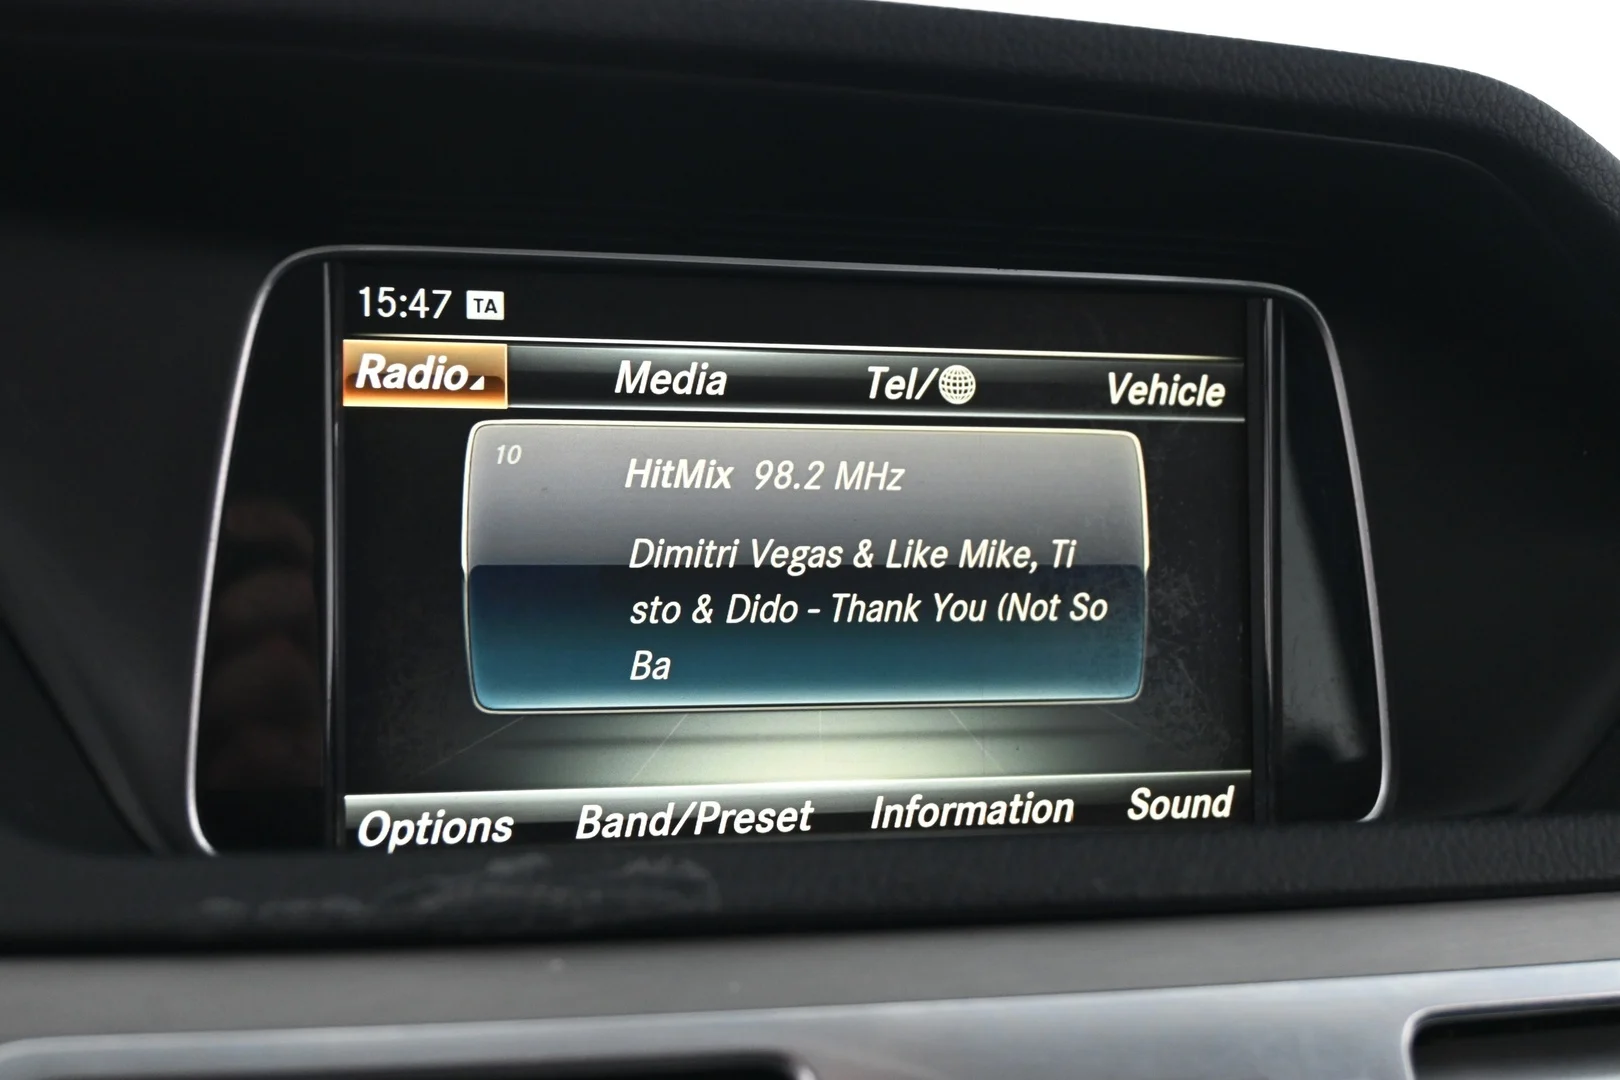 15:47 TA
Radio Media Tel/ Vehicle
10 HitMix 98.2 MHz
Dimitri Vegas & Like Mike, Ti
sto & Dido - Thank You (Not So
Ba
Options Band/Preset Information Sound